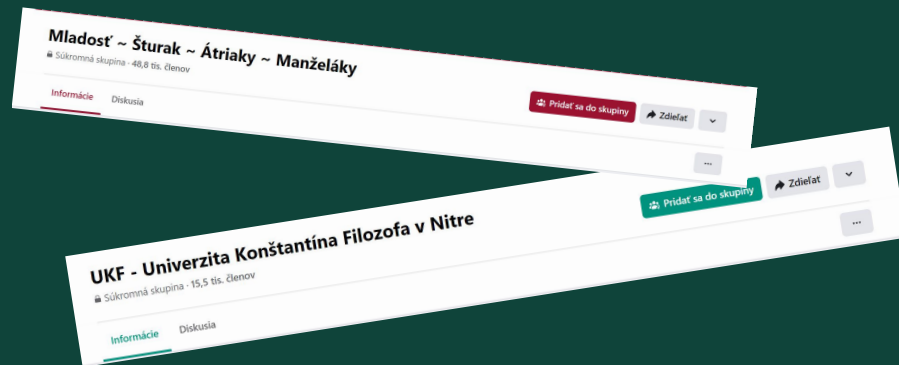 Mladosť ~ Šturak ~ Átriaky ~ Manželáky
Súkromná skupina · 48,8 tis. členov
Pridať sa do skupiny
Zdieľať
Informácie
Diskusia
UKF - Univerzita Konštantína Filozofa v Nitre
Súkromná skupina · 15,5 tis. členov
Pridať sa do skupiny
Zdieľať
Informácie
Diskusia